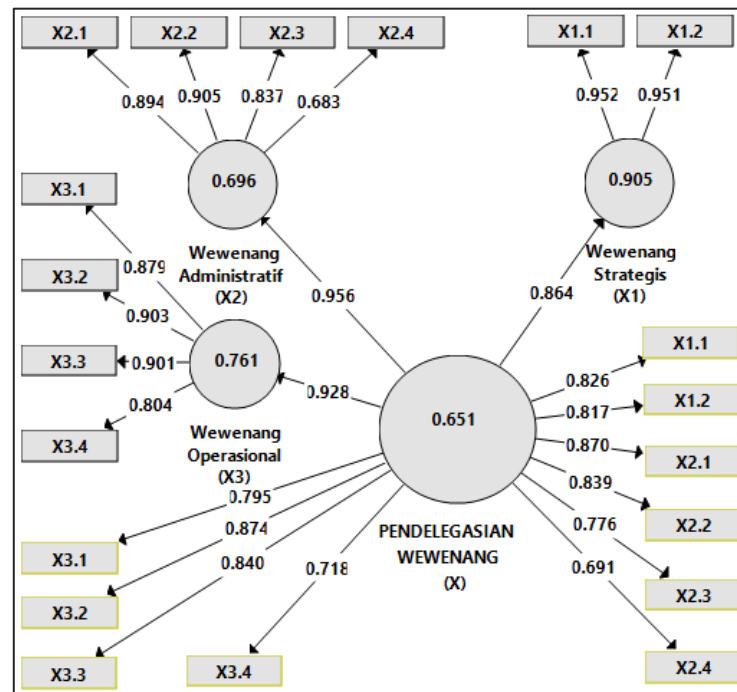 X2.1 X2.2 X2.3 X2.4 X1.1 X1.2
0.894 0.905 0.837 0.683 0.952 0.951
0.696 0.905
X3.1
Wewenang
Administratif
(X2)
Wewenang
Strategis
(X1)
0.879
X3.2
0.956 0.864
0.903
X3.3 0.901 0.761
0.928
0.804
X3.4
Wewenang
Operasional
(X3)
0.651
X1.1
0.826
X1.2
0.817
X2.1
0.870
0.839
X2.2
0.776
X2.3
0.691
X2.4
PENDELEGASIAN
WEWENANG
(X)
0.795
X3.1
0.874
X3.2
0.840
X3.3
0.718
X3.4